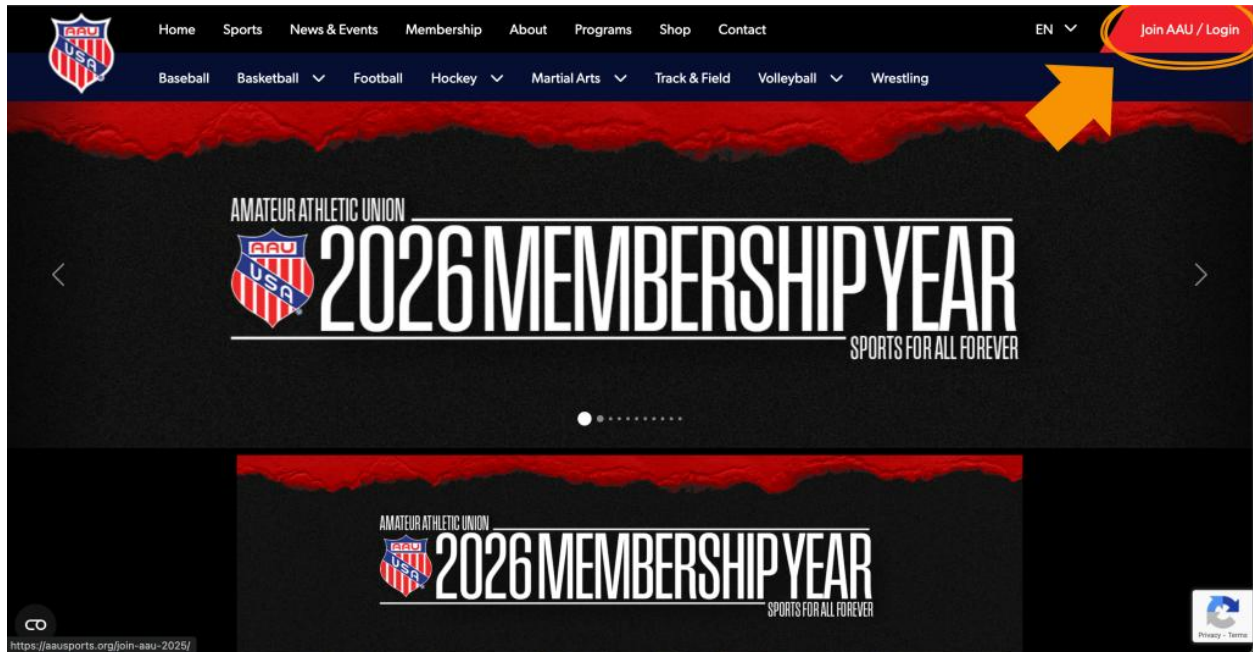 AAU
USA
Home Sports News & Events Membership About Programs Shop Contact EN Join AAU / Login
Baseball Basketball Football Hockey Martial Arts Track & Field Volleyball Wrestling
AMATEUR ATHLETIC UNION
AAU
USA
2026 MEMBERSHIP YEAR
SPORTS FOR ALL FOREVER
AMATEUR ATHLETIC UNION
AAU
USA
2026 MEMBERSHIP YEAR
SPORTS FOR ALL FOREVER
Privacy - Terms
https://aausports.org/join-aau-2025/